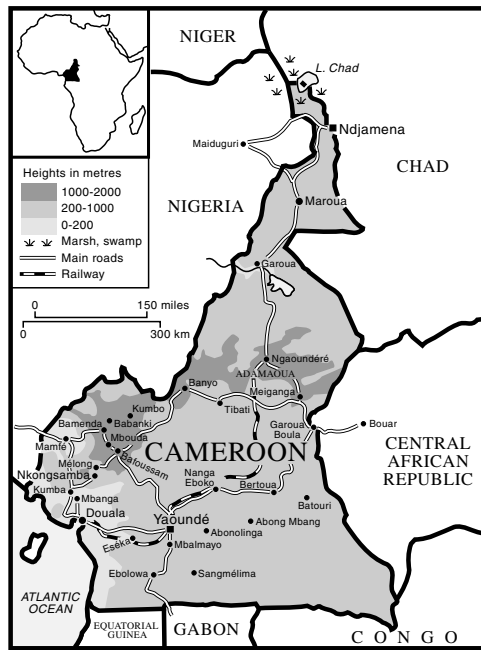 NIGER
L. Chad
Ndjamena
Maiduguri
CHAD
Heights in metres
1000-2000
200-1000
0-200
Marsh, swamp
Main roads
Railway
NIGERIA
Maroua
Garoua
0 150 miles
0 300 km
Ngaoundéré
ADAMAOUA
Banyo
Meiganga
Kumbo
Tibati
Bamenda
Babanki
Garoua
Boula
Bouar
Mbouda
Mamfé
CAMEROON
CENTRAL
AFRICAN
REPUBLIC
Bafoussam
Mélong
Nkongsamba
Nanga
Eboko
Bertoua
Kumba
Mbanga
Batouri
Douala
Yaoundé
Abong Mbang
Abonolinga
Eséka
Mbalmayo
Ebolowa
Sangmélima
ATLANTIC
OCEAN
EQUATORIAL
GUINEA
GABON
CONGO